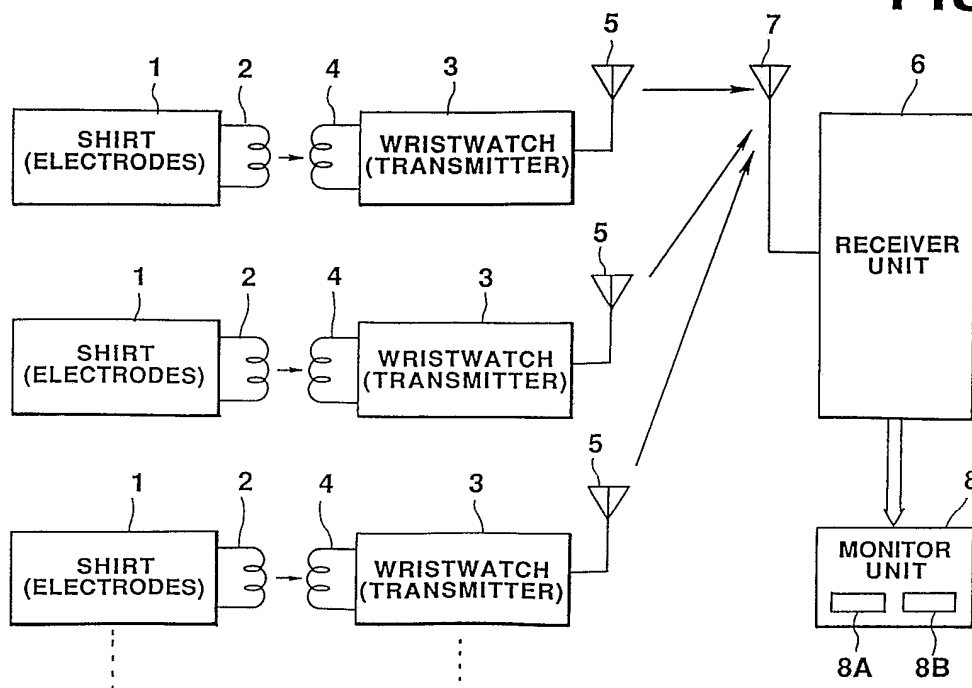 5
7
1
2
4
3
6
SHIRT
(ELECTRODES)
WRISTWATCH
(TRANSMITTER)
RECEIVER
UNIT
5
1
2
4
3
SHIRT
(ELECTRODES)
WRISTWATCH
(TRANSMITTER)
5
1
2
4
3
8
SHIRT
(ELECTRODES)
WRISTWATCH
(TRANSMITTER)
MONITOR
UNIT
8A
8B